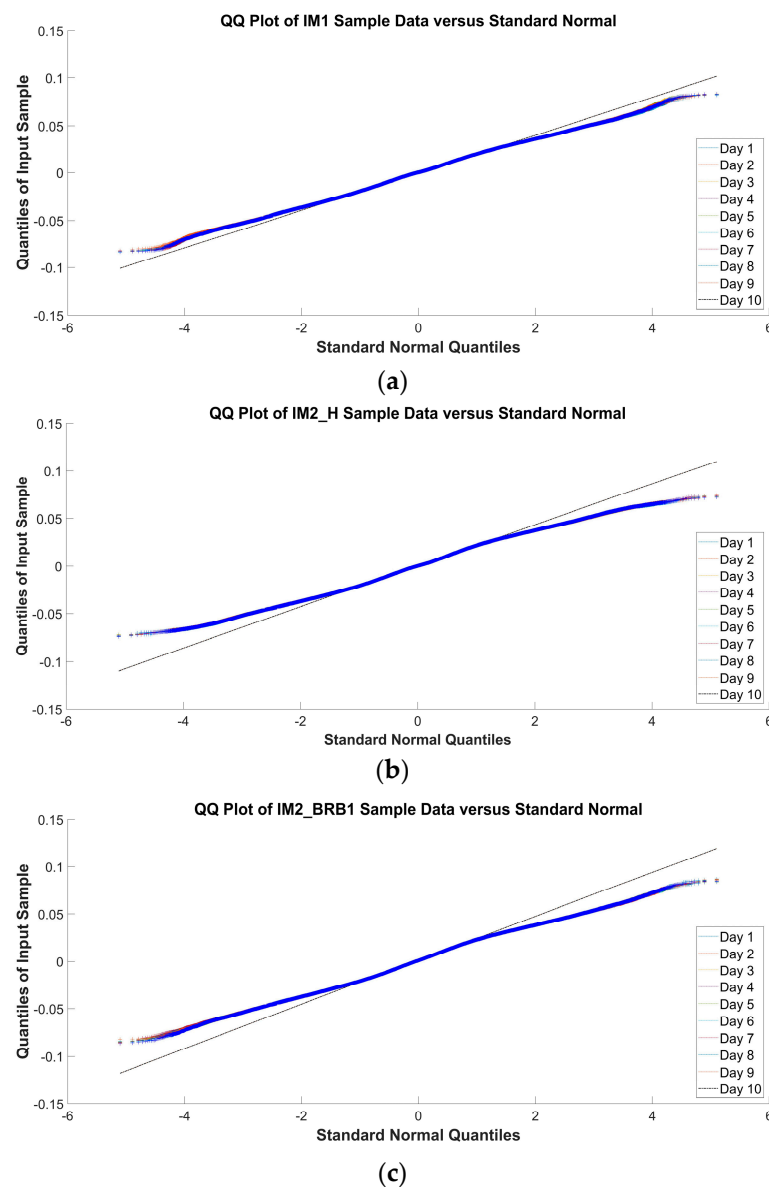 QQ Plot of IM1 Sample Data versus Standard Normal
0.15
0.1
0.05
0
-0.05
-0.1
-0.15
Quantiles of Input Sample
Day 1
Day 2
Day 3
Day 4
Day 5
Day 6
Day 7
Day 8
Day 9
Day 10
-6
-4
-2
0
2
4
6
Standard Normal Quantiles
(a)
QQ Plot of IM2_H Sample Data versus Standard Normal
0.15
0.1
0.05
0
-0.05
-0.1
-0.15
Quantiles of Input Sample
Day 1
Day 2
Day 3
Day 4
Day 5
Day 6
Day 7
Day 8
Day 9
Day 10
-6
-4
-2
0
2
4
6
Standard Normal Quantiles
(b)
QQ Plot of IM2_BRB1 Sample Data versus Standard Normal
0.15
0.1
0.05
0
-0.05
-0.1
-0.15
Quantiles of Input Sample
Day 1
Day 2
Day 3
Day 4
Day 5
Day 6
Day 7
Day 8
Day 9
Day 10
-6
-4
-2
0
2
4
6
Standard Normal Quantiles
(c)